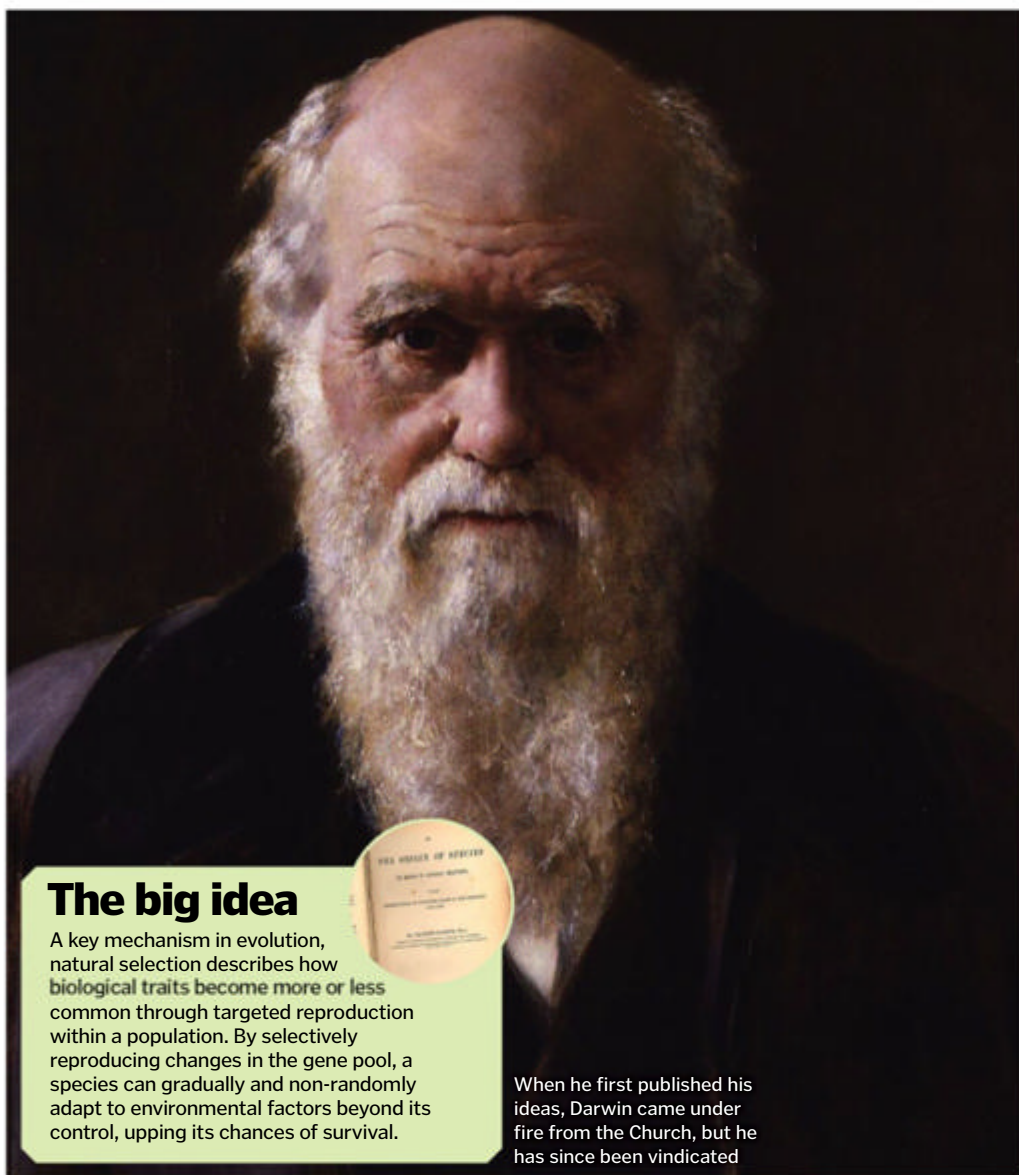 The big idea
A key mechanism in evolution,
natural selection describes how
biological traits become more or less
common through targeted reproduction
within a population. By selectively
reproducing changes in the gene pool, a
species can gradually and non-randomly
adapt to environmental factors beyond its
control, upping its chances of survival.
THE ORIGIN OF SPECIES
When he first published his
ideas, Darwin came under
fire from the Church, but he
has since been vindicated